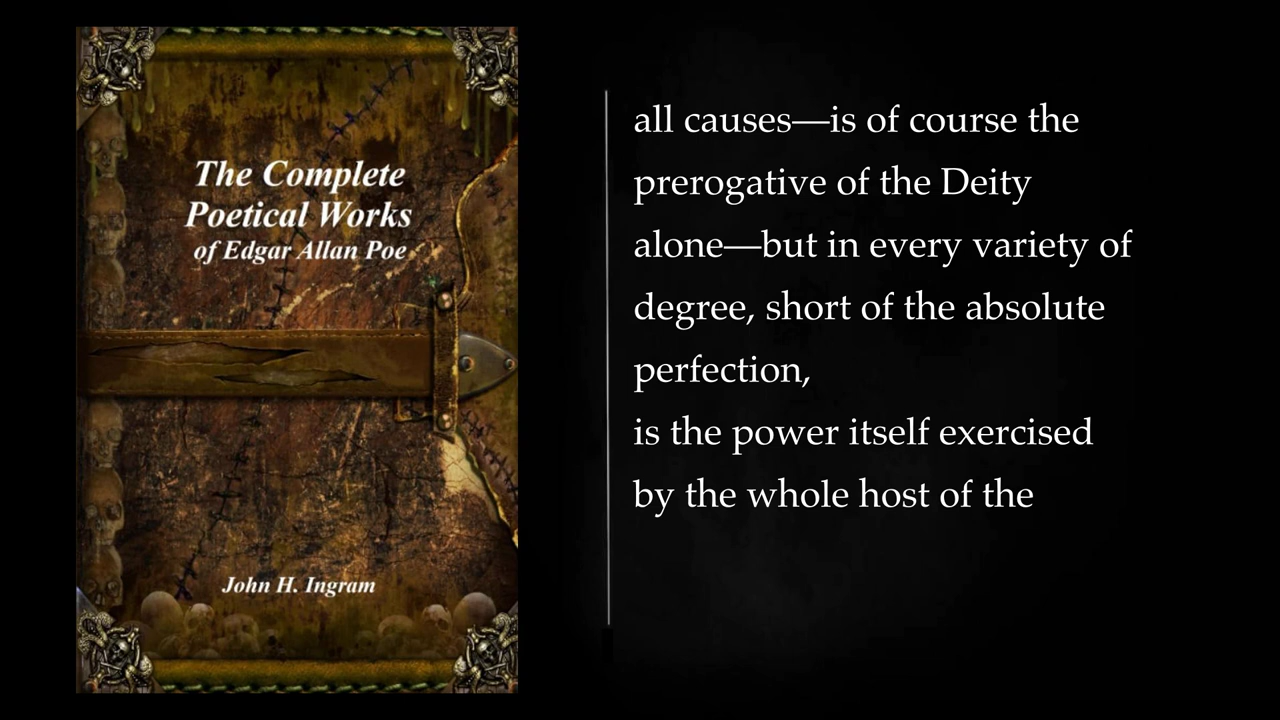 The Complete
Poetical Works
of Edgar Allan Poe
John H. Ingram
all causes—is of course the
prerogative of the Deity
alone—but in every variety of
degree, short of the absolute
perfection,
is the power itself exercised
by the whole host of the